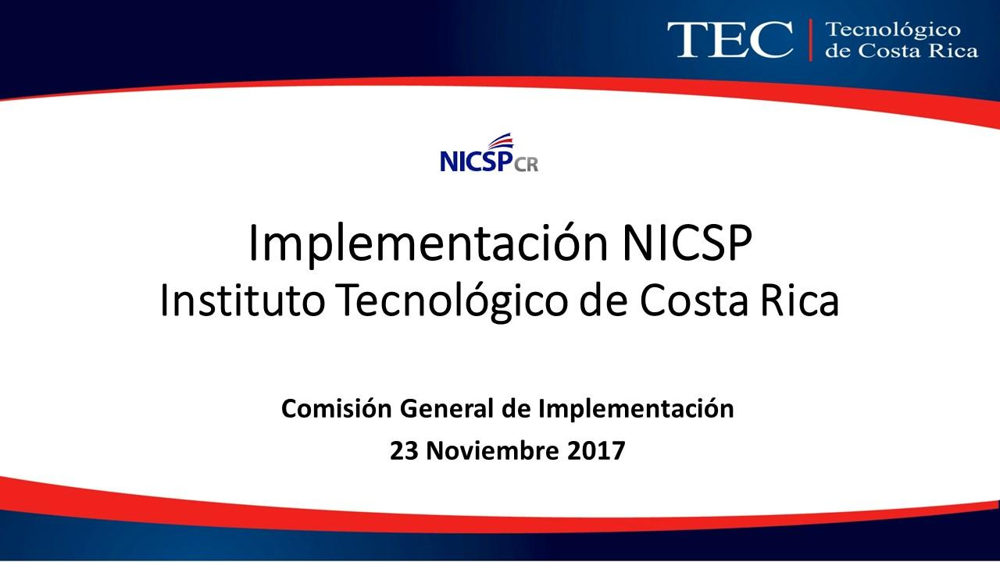 TEC Tecnológico
de Costa Rica
NICSP CR
Implementación NICSP
Instituto Tecnológico de Costa Rica
Comisión General de Implementación
23 Noviembre 2017